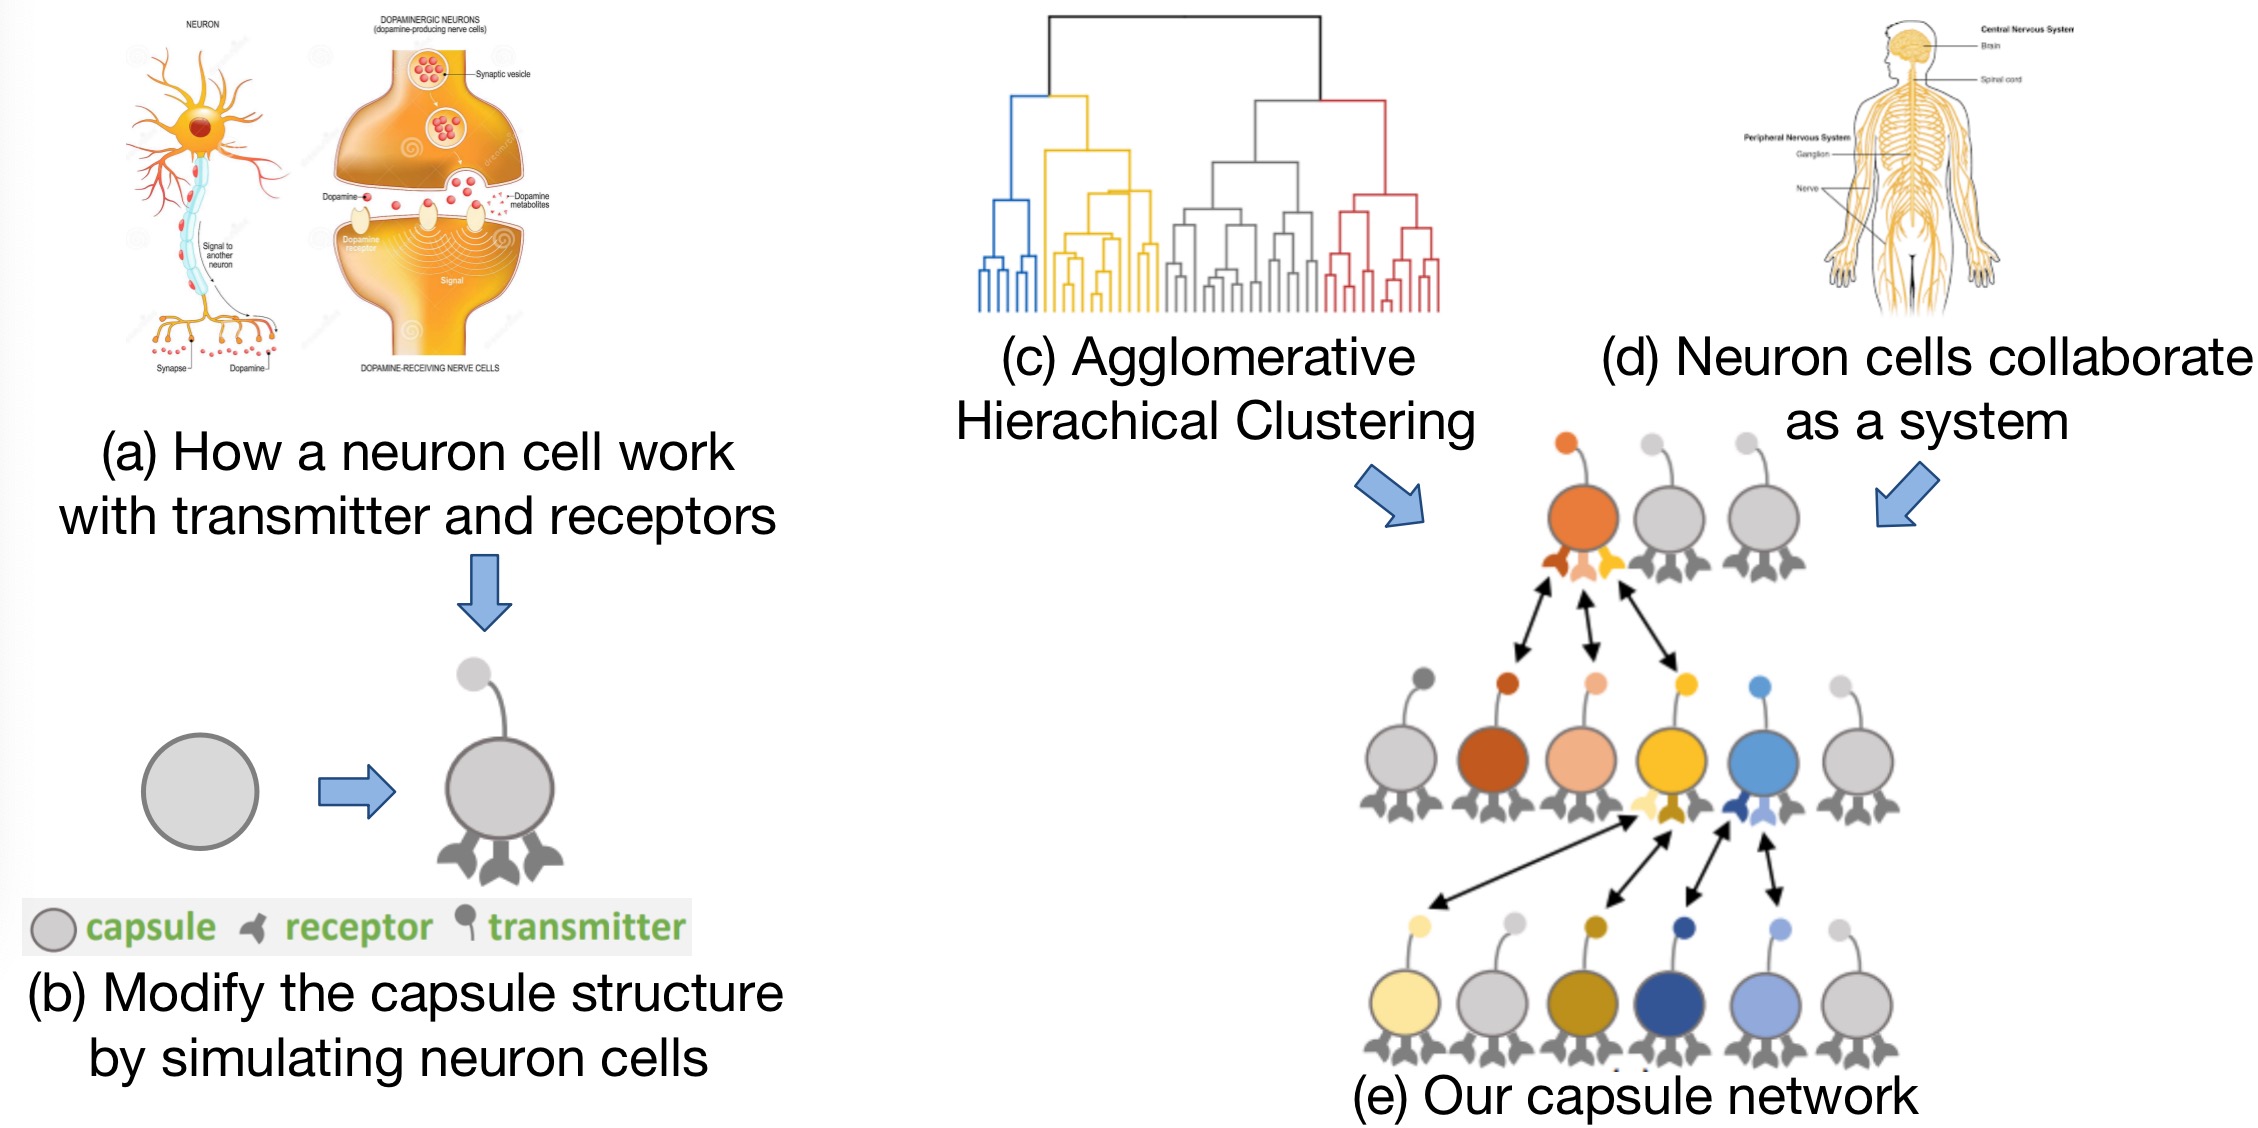 NEURON
DOPAMINERGIC NEURONS
(dopamine-producing nerve cells)
Synaptic vesicle
Dopamine
Dopamine
metabolites
Dopamine
receptor
Signal to
another
neuron
Signal
Synapse
Dopamine
DOPAMINE-RECEIVING NERVE CELLS
(a) How a neuron cell work
with transmitter and receptors
capsule receptor transmitter
(b) Modify the capsule structure
by simulating neuron cells
(c) Agglomerative
Hierachical Clustering
Central Nervous System
Brain
Spinal cord
Peripheral Nervous System
Ganglion
Nerve
(d) Neuron cells collaborate
as a system
(e) Our capsule network